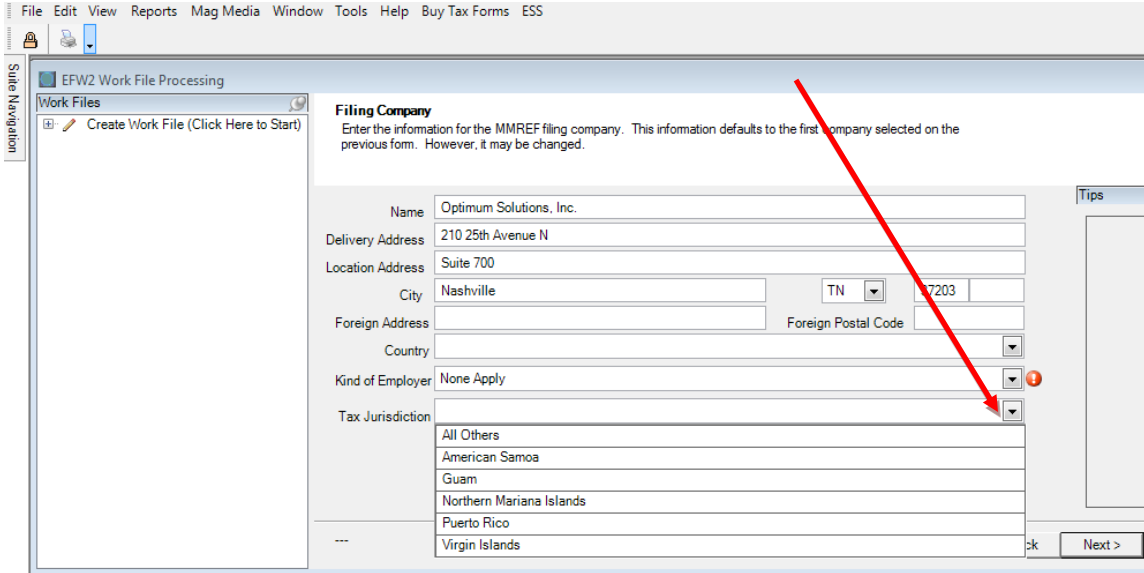 File Edit View Reports Mag Media Window Tools Help Buy Tax Forms ESS
Suite Navigation
EFW2 Work File Processing
Work Files
Create Work File (Click Here to Start)
Filing Company
Enter the information for the MMREF filing company. This information defaults to the first company selected on the
previous form. However, it may be changed.
Tips
Name Optimum Solutions, Inc.
Delivery Address 210 25th Avenue N
Location Address Suite 700
City Nashville TN 37203
Foreign Address Foreign Postal Code
Country
Kind of Employer None Apply
Tax Jurisdiction
All Others
American Samoa
Guam
Northern Mariana Islands
Puerto Rico
Virgin Islands
--- ck Next >